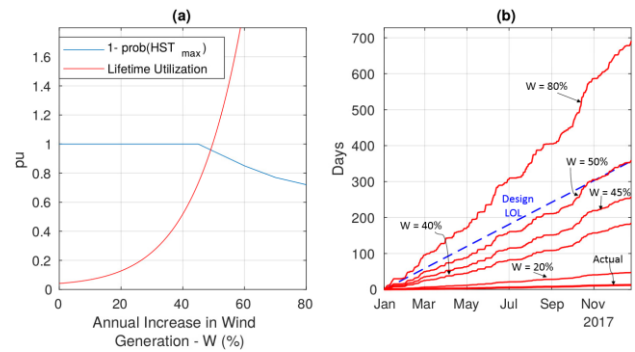 (a)
1.8
1.6
1.4
1.2
1
0.8
0.6
0.4
0.2
0
pu
1- prob(HST max)
Lifetime Utilization
0 20 40 60 80
Annual Increase in Wind
Generation - W (%)
(b)
700
600
500
400
300
200
100
0
Days
W = 80%
W = 50%
Design
LOL
W = 45%
W = 40%
W = 20%
Actual
Jan Mar May Jul Sep Nov
2017